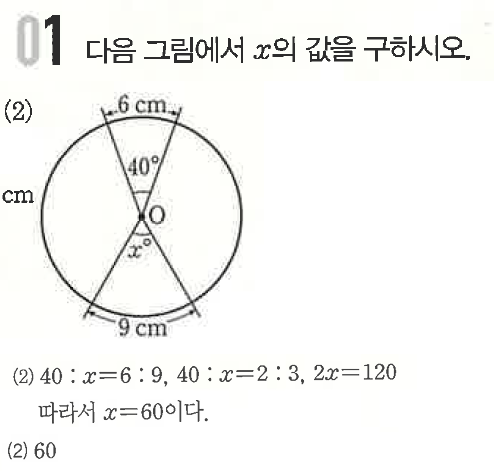 01 다음 그림에서 x의 값을 구하시오.
(2)
6 cm
40°
cm
O
x°
9 cm
(2) 40 : x=6 : 9, 40 : x=2 : 3, 2x=120
따라서 x=60이다.
(2) 60